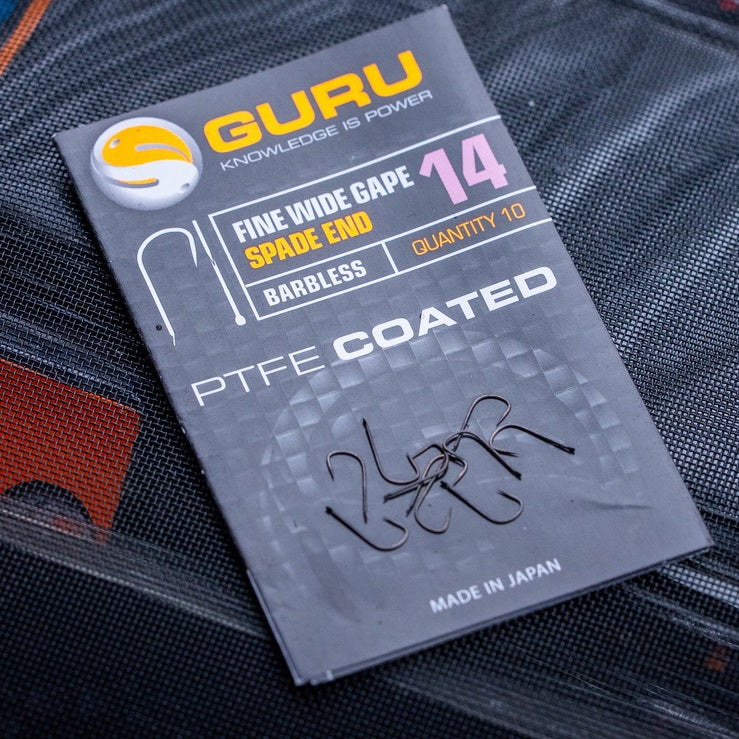 GURU
KNOWLEDGE IS POWER
FINE WIDE GAPE 14
SPADE END
BARBLESS
QUANTITY 10
PTFE COATED
MADE IN JAPAN